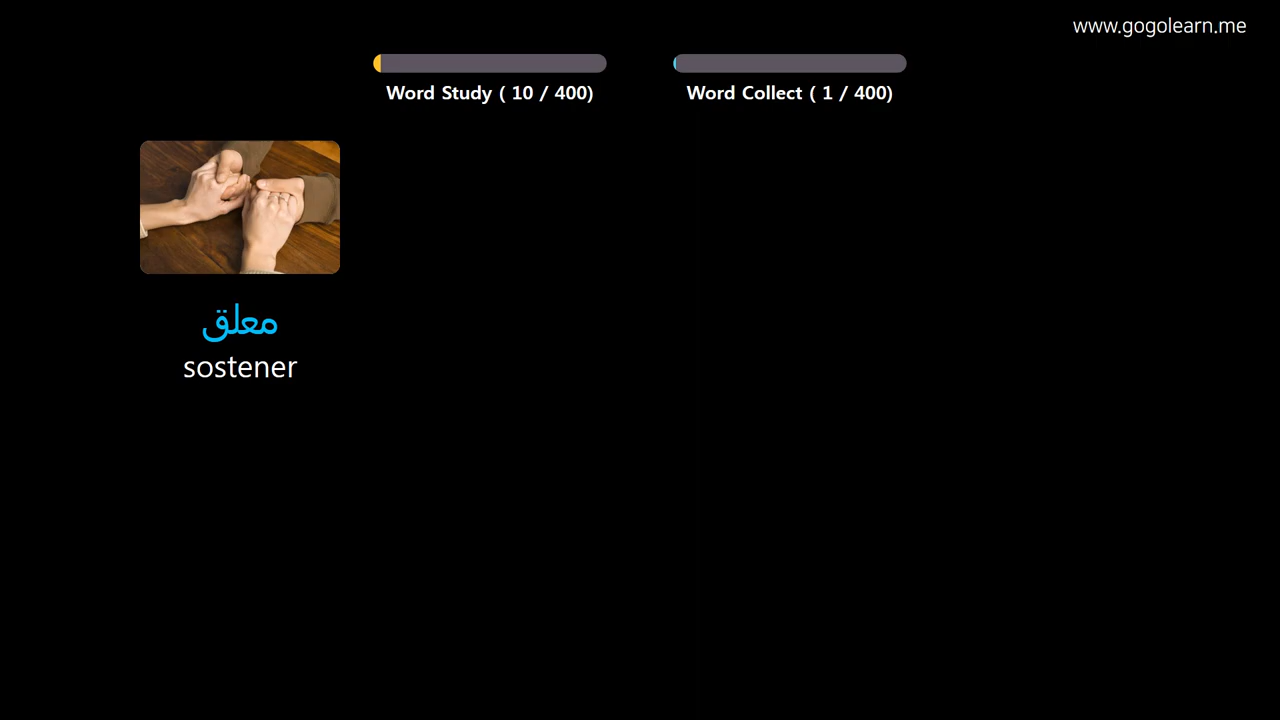 www.gogolearn.me
Word Study ( 10 / 400)
Word Collect ( 1 / 400)
معلق
sostener